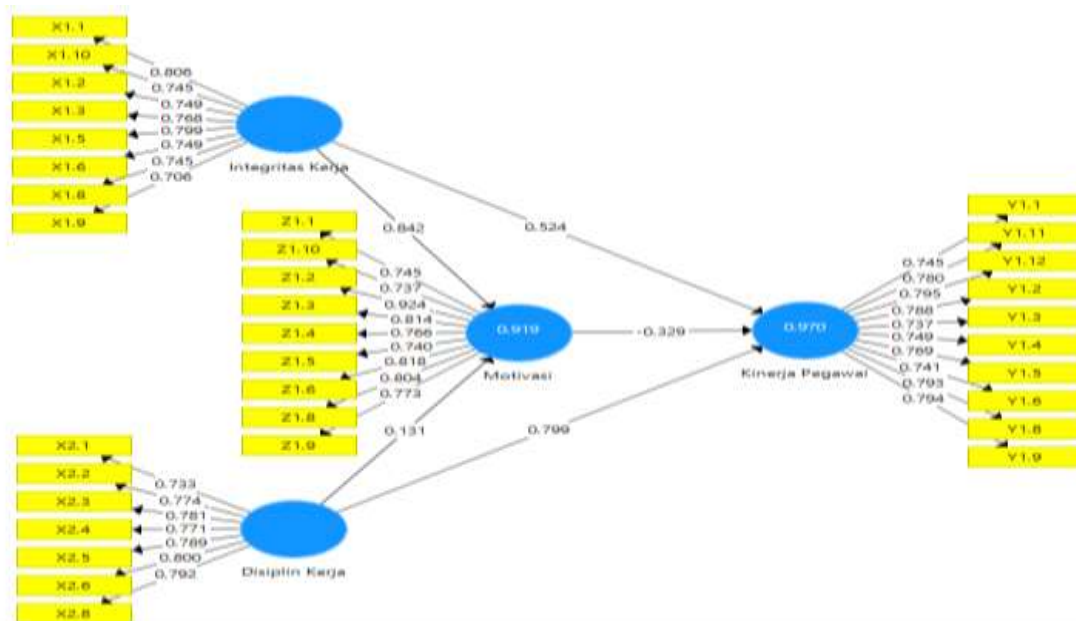 X1.1
X1.10
X1.2
X1.3
X1.5
X1.6
X1.8
X1.9
0.806
0.745
0.749
0.768
0.799
0.749
0.745
0.706
Integritas Kerja
0.842
0.524
Z1.1
Z1.10
Z1.2
Z1.3
Z1.4
Z1.5
Z1.6
Z1.8
Z1.9
0.745
0.737
0.924
0.814
0.766
0.740
0.818
0.804
0.773
0.919
Motivasi
-0.329
0.970
Kinerja Pegawai
0.745
0.780
0.795
0.788
0.737
0.749
0.769
0.741
0.793
0.794
Y1.1
Y1.11
Y1.12
Y1.2
Y1.3
Y1.4
Y1.5
Y1.6
Y1.8
Y1.9
0.131
0.799
X2.1
X2.2
X2.3
X2.4
X2.5
X2.6
X2.8
0.733
0.774
0.781
0.771
0.789
0.800
0.792
Disiplin Kerja